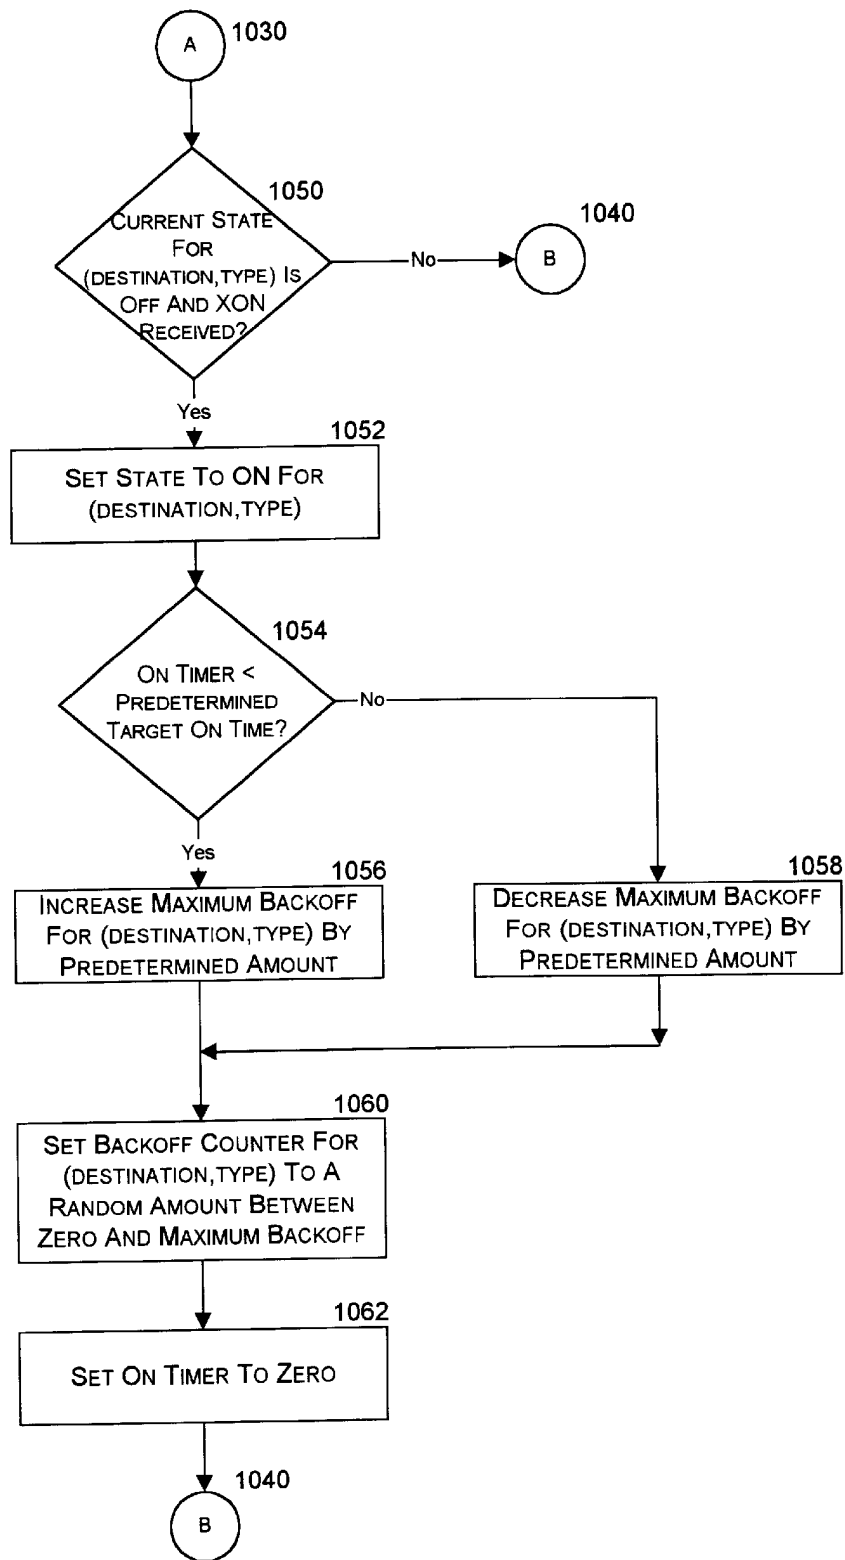 A
1030
1050
CURRENT STATE
FOR
(DESTINATION,TYPE) IS
OFF AND XON
RECEIVED?
No
1040
B
Yes
1052
SET STATE TO ON FOR
(DESTINATION,TYPE)
1054
ON TIMER <
PREDETERMINED
TARGET ON TIME?
No
Yes
1056
INCREASE MAXIMUM BACKOFF
FOR (DESTINATION,TYPE) BY
PREDETERMINED AMOUNT
1058
DECREASE MAXIMUM BACKOFF
FOR (DESTINATION,TYPE) BY
PREDETERMINED AMOUNT
1060
SET BACKOFF COUNTER FOR
(DESTINATION,TYPE) TO A
RANDOM AMOUNT BETWEEN
ZERO AND MAXIMUM BACKOFF
1062
SET ON TIMER TO ZERO
1040
B